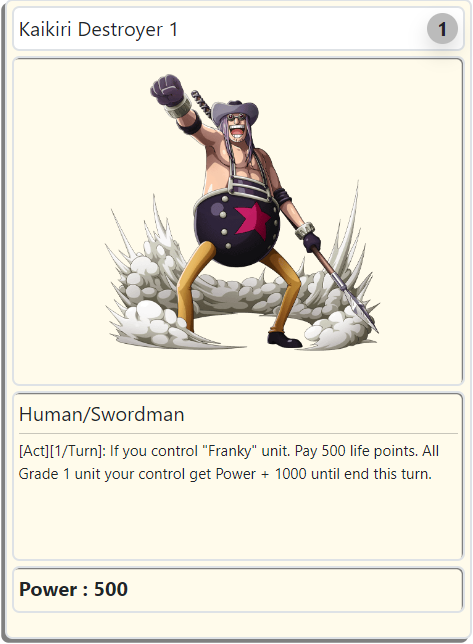 Kaikiri Destroyer 1
1
Human/Swordman
[Act][1/Turn]: If you control "Franky" unit. Pay 500 life points. All
Grade 1 unit your control get Power + 1000 until end this turn.
Power : 500